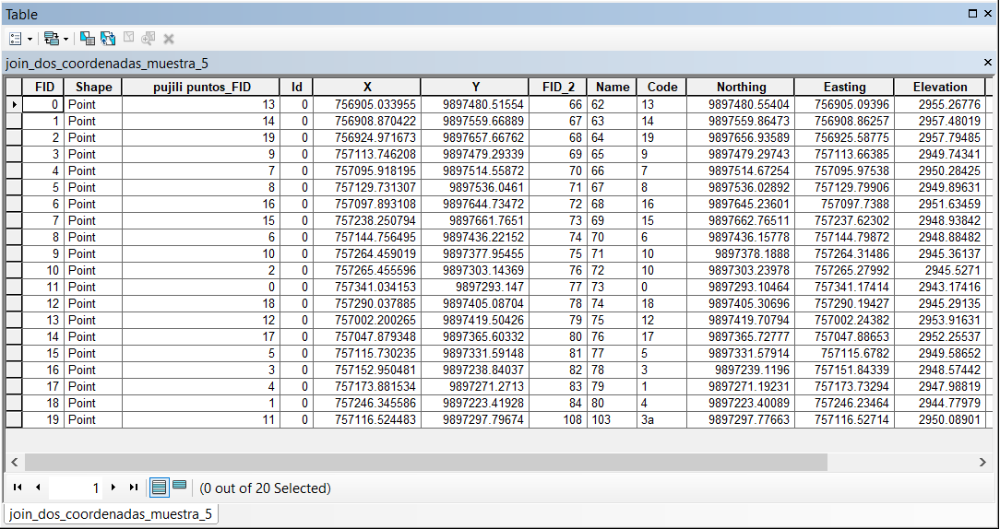 Table
join_dos_coordenadas_muestra_5
FID Shape pujili puntos_FID Id X Y FID_2 Name Code Northing Easting Elevation
0 Point 13 0 756905.033955 9897480.51554 66 62 13 9897480.55404 756905.09396 2955.26776
1 Point 14 0 756908.870422 9897559.66889 67 63 14 9897559.86473 756908.86257 2957.48019
2 Point 19 0 756924.971673 9897657.66762 68 64 19 9897656.93589 756925.58775 2957.79485
3 Point 9 0 757113.746208 9897479.29339 69 65 9 9897479.29743 757113.66385 2949.74341
4 Point 7 0 757095.918195 9897514.55872 70 66 7 9897514.67254 757095.97538 2950.28425
5 Point 8 0 757129.731307 9897536.0461 71 67 8 9897536.02892 757129.79906 2949.89631
6 Point 16 0 757097.893108 9897644.73472 72 68 16 9897645.23601 757097.7388 2951.63459
7 Point 15 0 757238.250794 9897661.7651 73 69 15 9897662.76511 757237.62302 2948.93842
8 Point 6 0 757144.756495 9897436.22152 74 70 6 9897436.15778 757144.79872 2948.88482
9 Point 10 0 757264.459019 9897377.95455 75 71 10 9897378.1888 757264.31486 2945.36137
10 Point 2 0 757265.455596 9897303.14369 76 72 10 9897303.23978 757265.27992 2945.5271
11 Point 0 0 757341.034153 9897293.147 77 73 0 9897293.10464 757341.17414 2943.17416
12 Point 18 0 757290.037885 9897405.08704 78 74 18 9897405.30696 757290.19427 2945.29135
13 Point 12 0 757002.200265 9897419.50426 79 75 12 9897419.70794 757002.24382 2953.91631
14 Point 17 0 757047.879348 9897365.60332 80 76 17 9897365.72777 757047.88653 2952.25537
15 Point 5 0 757115.730235 9897331.59148 81 77 5 9897331.57914 757115.6782 2949.58652
16 Point 3 0 757152.950481 9897238.84037 82 78 3 9897239.1196 757151.84339 2948.57442
17 Point 4 0 757173.881534 9897271.2713 83 79 1 9897271.19231 757173.73294 2947.98819
18 Point 1 0 757246.345586 9897223.41928 84 80 4 9897223.40089 757246.23464 2944.77979
19 Point 11 0 757116.524483 9897297.79674 108 103 3a 9897297.77663 757116.52714 2950.08901
1 (0 out of 20 Selected)
join_dos_coordenadas_muestra_5